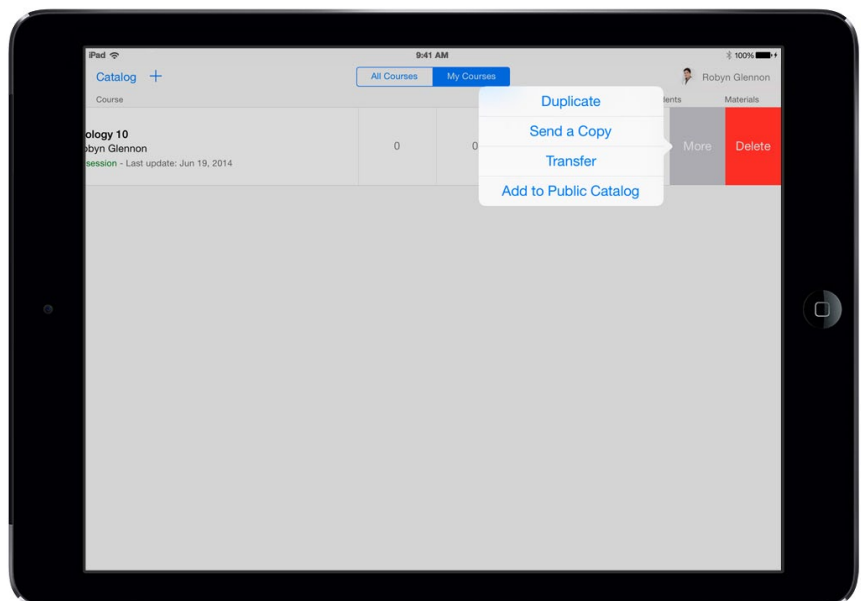 iPad 9:41 AM 100%
Catalog + All Courses My Courses Robyn Glennon
Course ents Materials
Duplicate
Send a Copy
Transfer
Add to Public Catalog
ology 10
obyn Glennon
session - Last update: Jun 19, 2014
0 0 More Delete